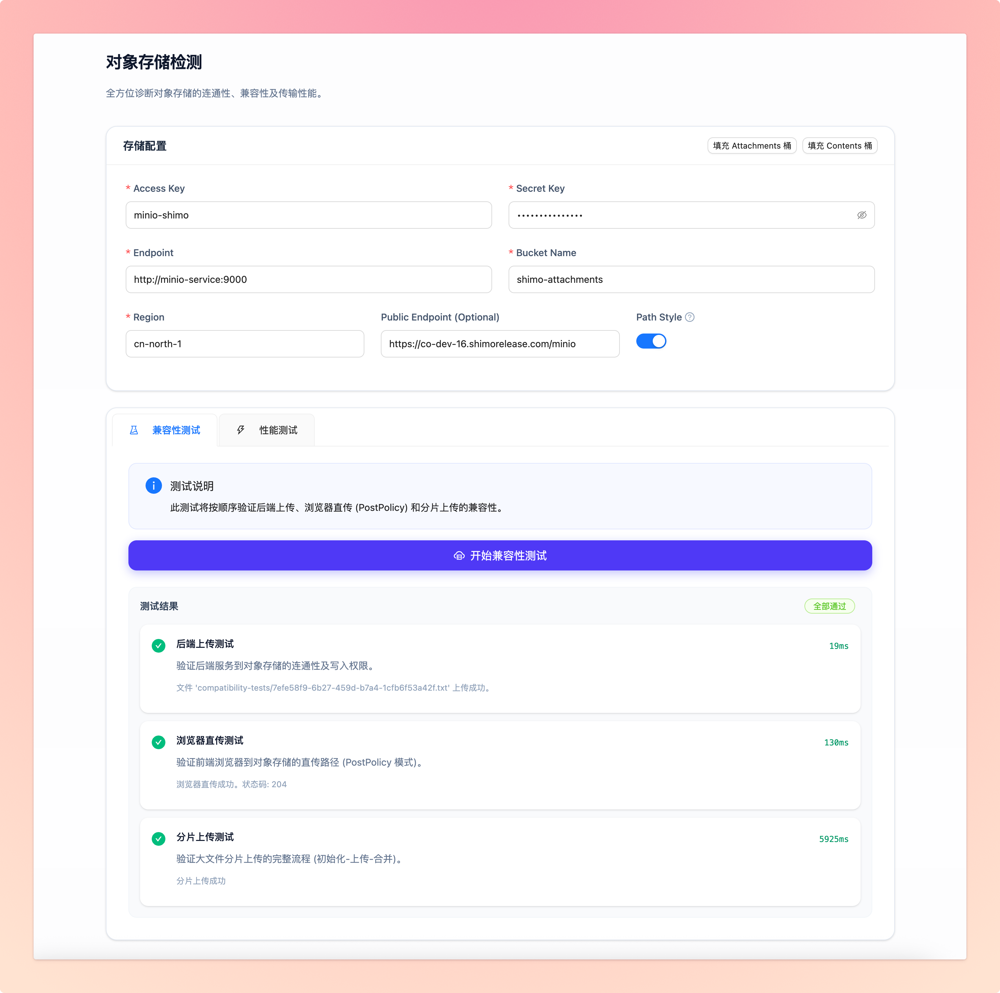 对象存储检测
全方位诊断对象存储的连通性、兼容性及传输性能。
存储配置
填充 Attachments 桶
填充 Contents 桶
* Access Key
* Secret Key
minio-shimo
•••••••••••••••
* Endpoint
* Bucket Name
http://minio-service:9000
shimo-attachments
* Region
Public Endpoint (Optional)
Path Style
cn-north-1
https://co-dev-16.shimorelease.com/minio
兼容性测试
性能测试
测试说明
此测试将按顺序验证后端上传、浏览器直传 (PostPolicy) 和分片上传的兼容性。
开始兼容性测试
测试结果
全部通过
后端上传测试
19ms
验证后端服务到对象存储的连通性及写入权限。
文件 'compatibility-tests/7efe58f9-6b27-459d-b7a4-1cfb6f53a42f.txt' 上传成功。
浏览器直传测试
130ms
验证前端浏览器到对象存储的直传路径 (PostPolicy 模式)。
浏览器直传成功。状态码: 204
分片上传测试
5925ms
验证大文件分片上传的完整流程 (初始化-上传-合并)。
分片上传成功